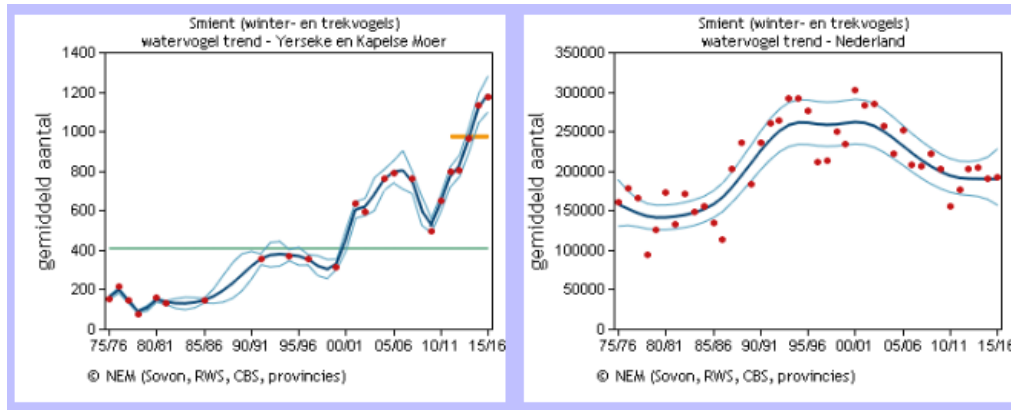 Smient (winter- en trekvogels)
watervogel trend - Yerseke en Kapelse Moer
gemiddeld aantal
1400
1200
1000
800
600
400
200
0
75/76 80/81 85/86 90/91 95/96 00/01 05/06 10/11 15/16
© NEM (Sovon, RWS, CBS, provincies)
Smient (winter- en trekvogels)
watervogel trend - Nederland
gemiddeld aantal
350000
300000
250000
200000
150000
100000
50000
0
75/76 80/81 85/86 90/91 95/96 00/01 05/06 10/11 15/16
© NEM (Sovon, RWS, CBS, provincies)